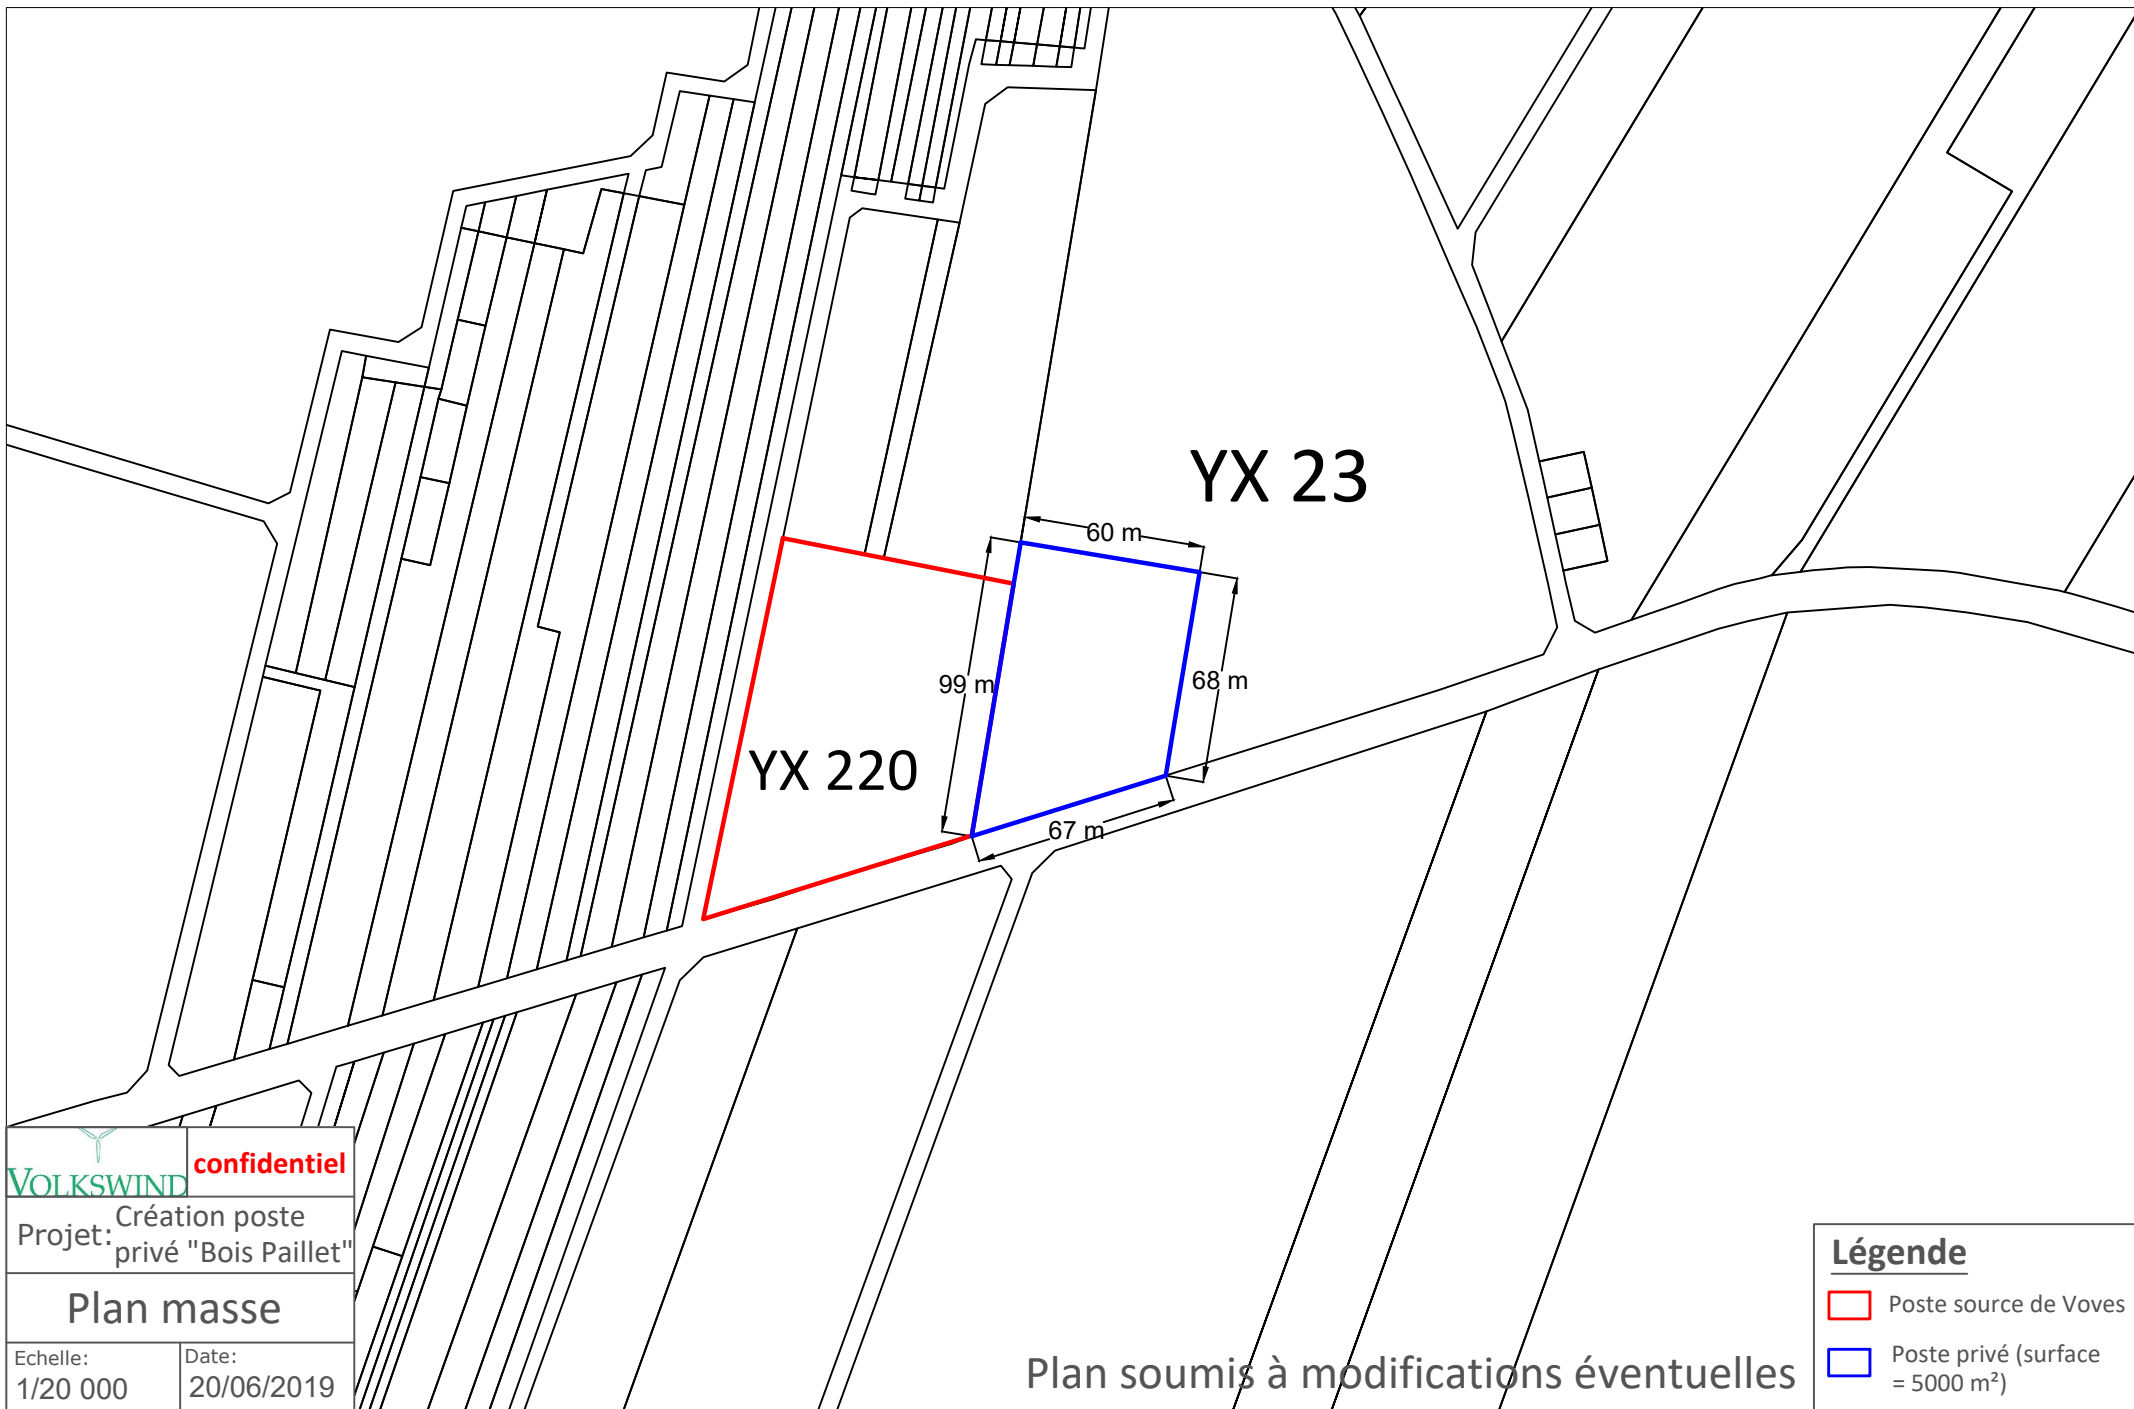 YX 23
60 m
99 m
68 m
YX 220
67 m
VOLKSWIND
confidentiel
Projet: Création poste
privé "Bois Paillet"
Plan masse
Echelle:
1/20 000
Date:
20/06/2019
Plan soumis à modifications éventuelles
Légende
Poste source de Voves
Poste privé (surface
= 5000 m²)